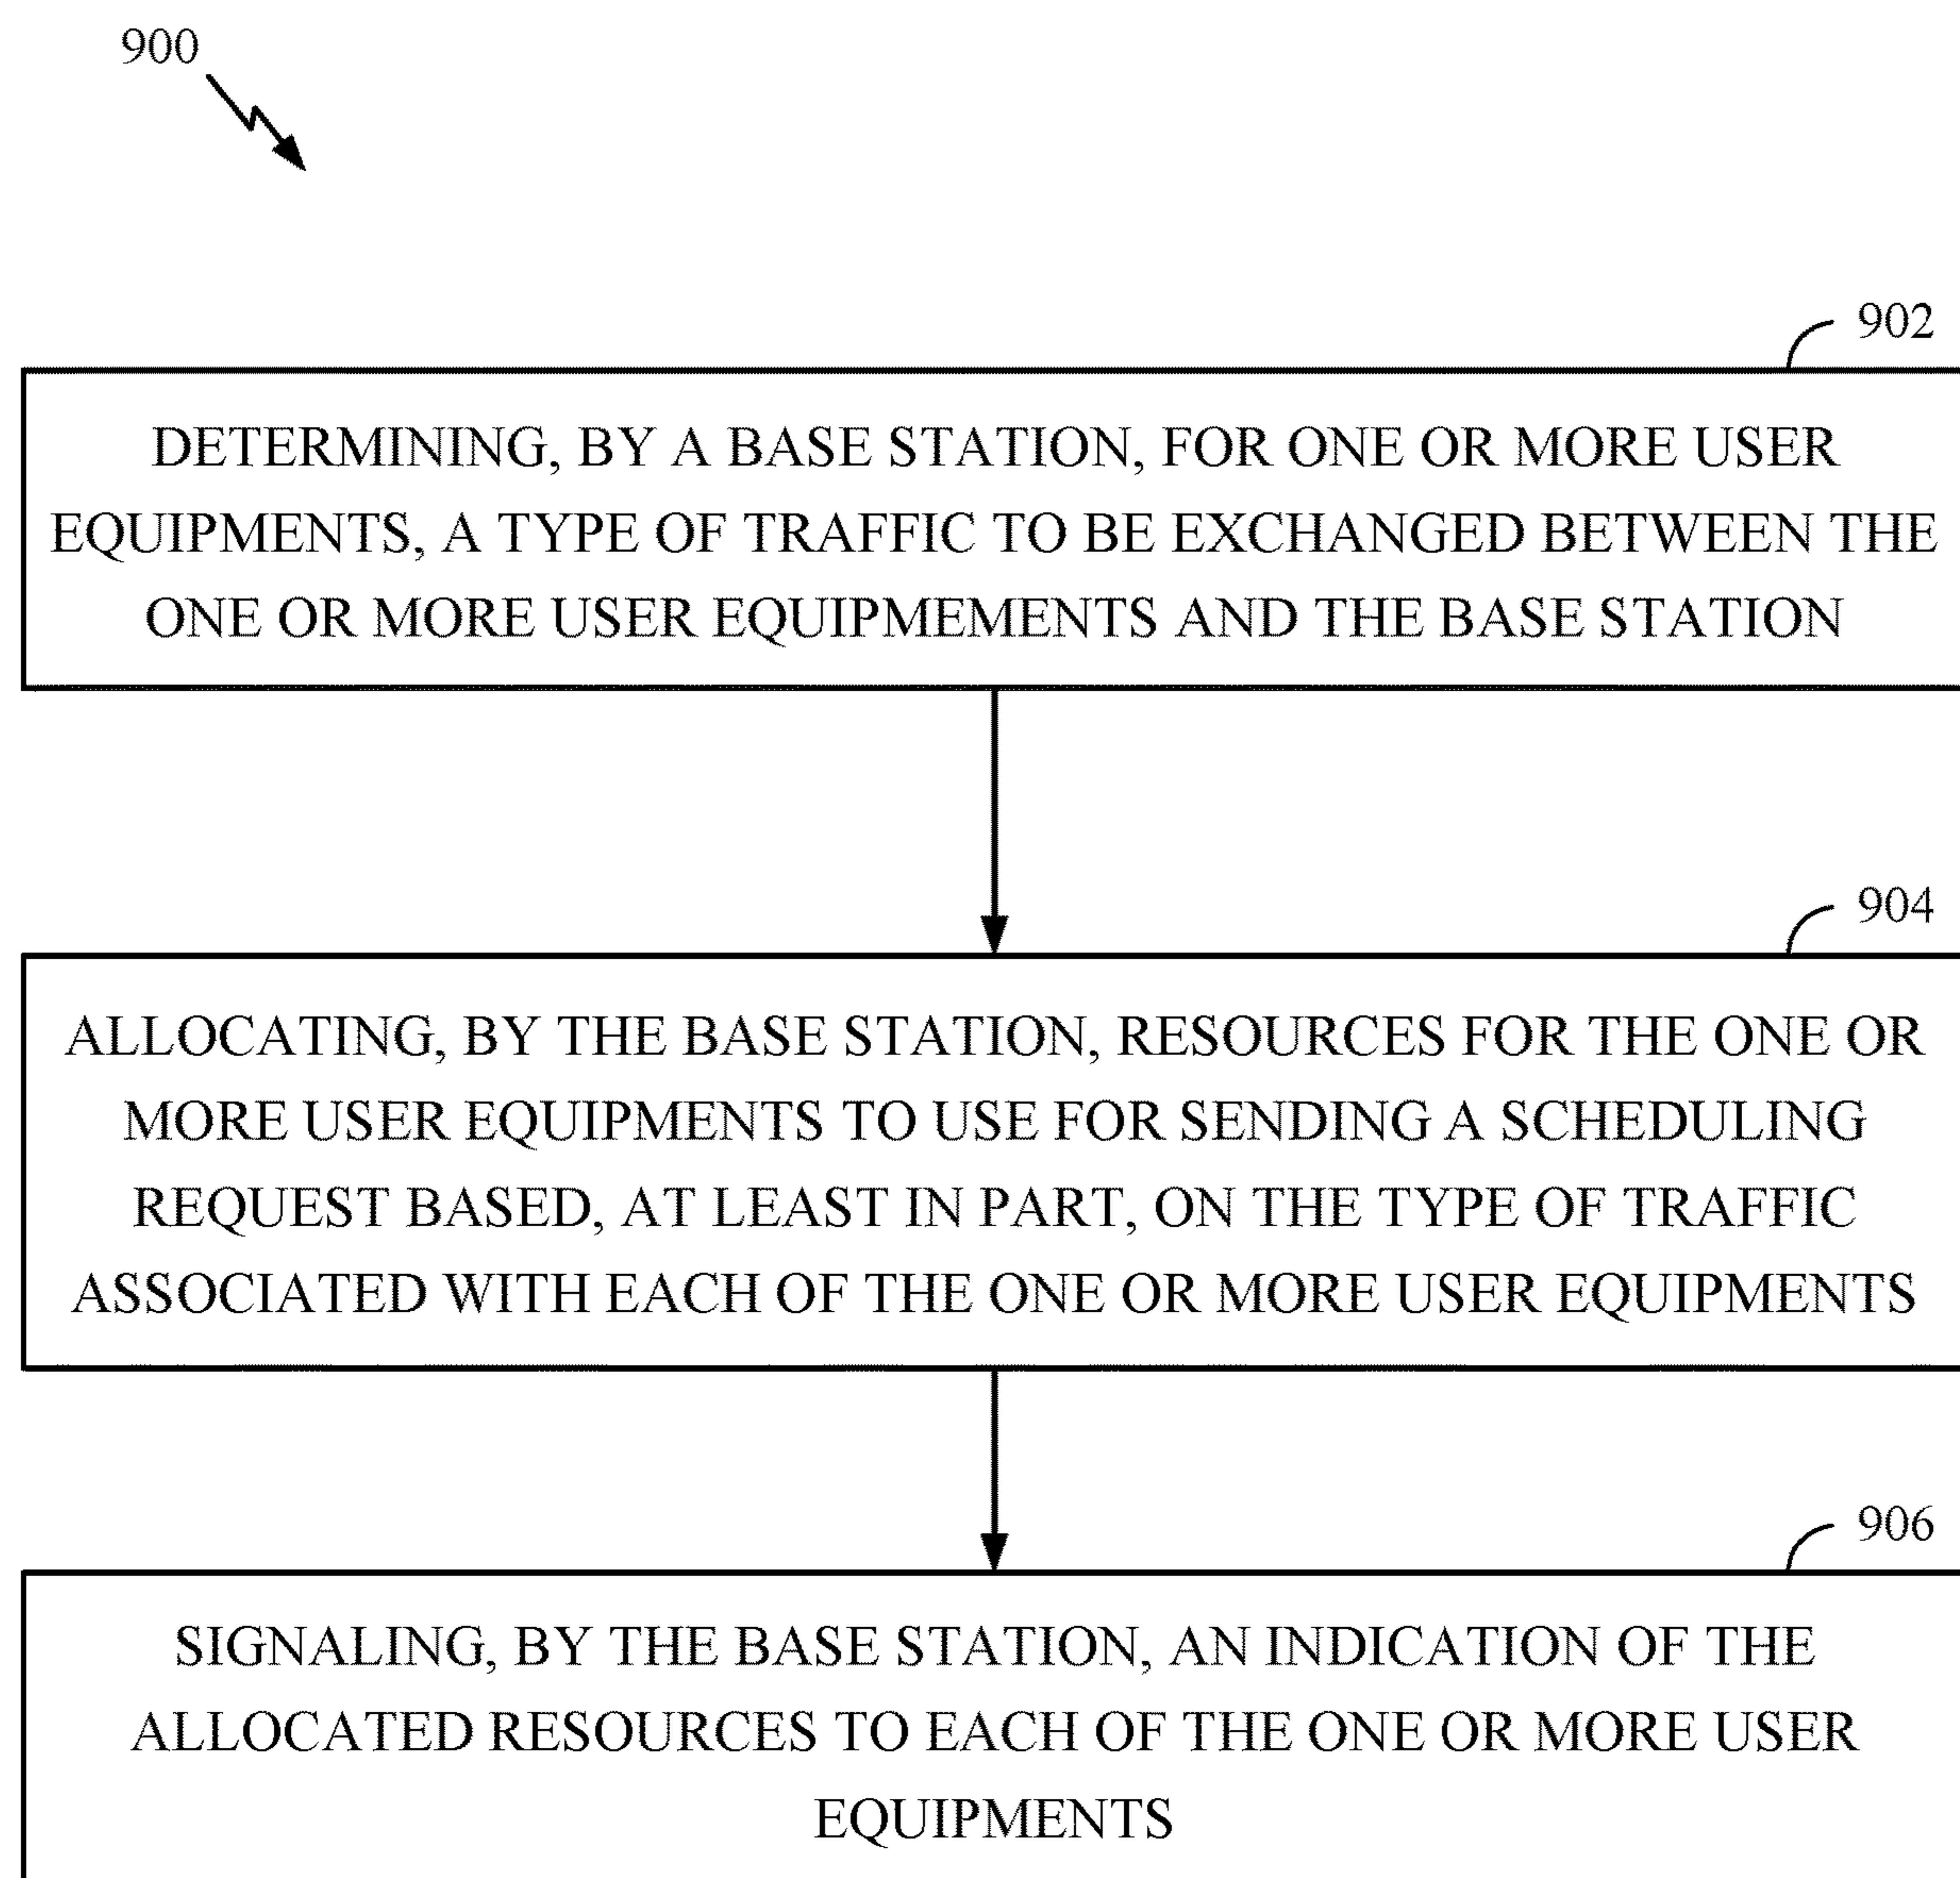 900
902
DETERMINING, BY A BASE STATION, FOR ONE OR MORE USER
EQUIPMENTS, A TYPE OF TRAFFIC TO BE EXCHANGED BETWEEN THE
ONE OR MORE USER EQUIPMEMENTS AND THE BASE STATION
904
ALLOCATING, BY THE BASE STATION, RESOURCES FOR THE ONE OR
MORE USER EQUIPMENTS TO USE FOR SENDING A SCHEDULING
REQUEST BASED, AT LEAST IN PART, ON THE TYPE OF TRAFFIC
ASSOCIATED WITH EACH OF THE ONE OR MORE USER EQUIPMENTS
906
SIGNALING, BY THE BASE STATION, AN INDICATION OF THE
ALLOCATED RESOURCES TO EACH OF THE ONE OR MORE USER
EQUIPMENTS